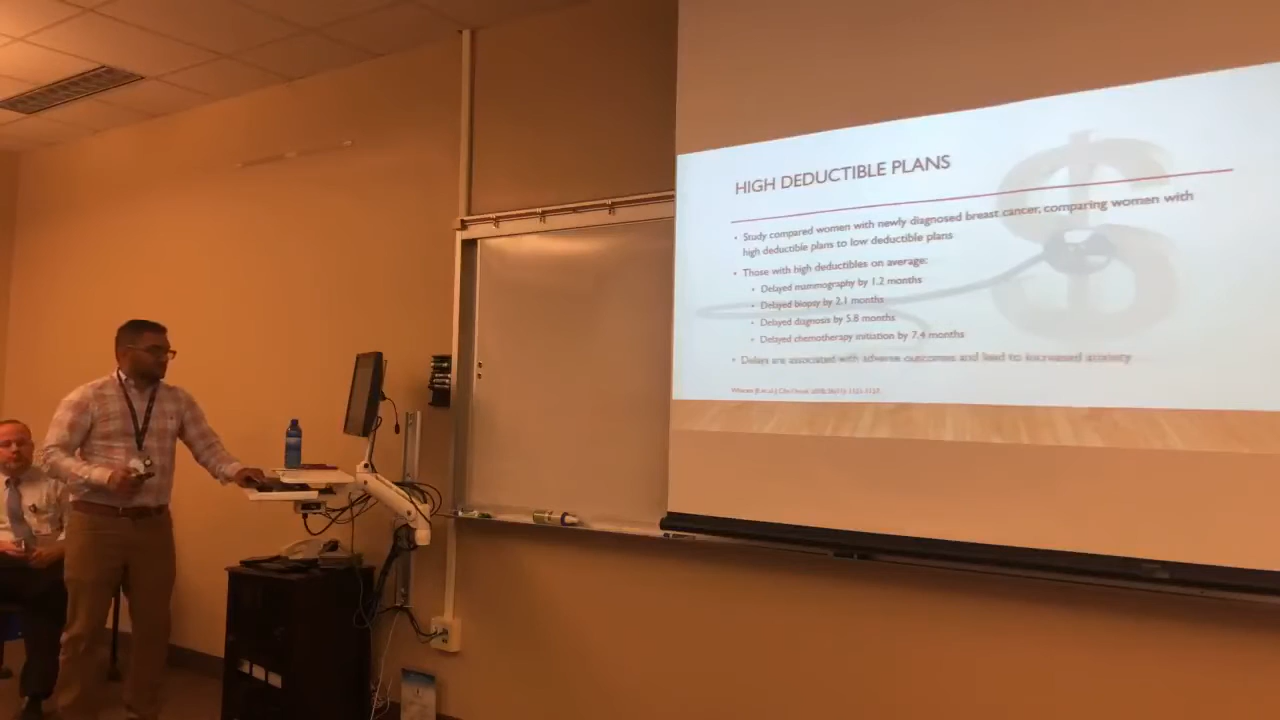 HIGH DEDUCTIBLE PLANS
• Study compared women with newly diagnosed breast cancer, comparing women with
high deductible plans to low deductible plans
• Those with high deductibles on average:
• Delayed mammography by 1.2 months
• Delayed biopsy by 2.1 months
• Delayed diagnosis by 5.8 months
• Delayed chemotherapy initiation by 7.4 months
• Delays are associated with adverse outcomes and lead to increased anxiety